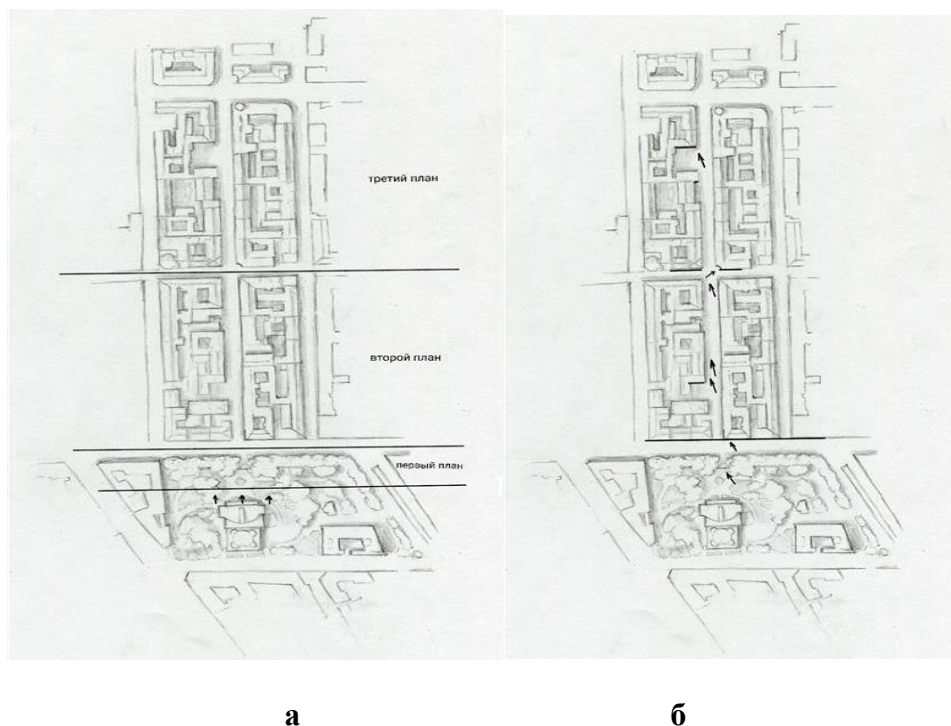 третий план
второй план
первый план
а
б